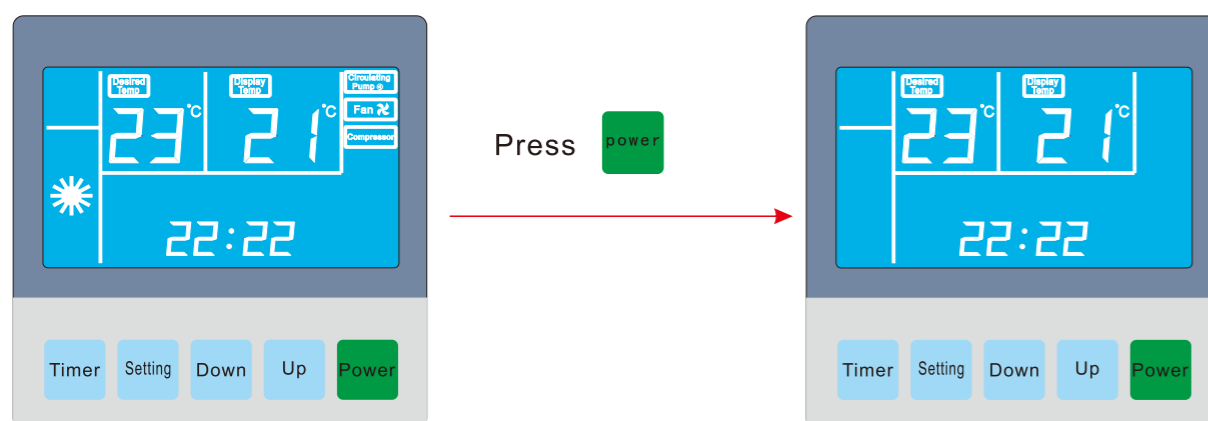 Desired
Temp
23°C
Display
Temp
21°C
Circulating
Pump
Fan
Compressor
22:22
Timer
Setting
Down
Up
Power
Press
power
Desired
Temp
23°C
Display
Temp
21°C
22:22
Timer
Setting
Down
Up
Power